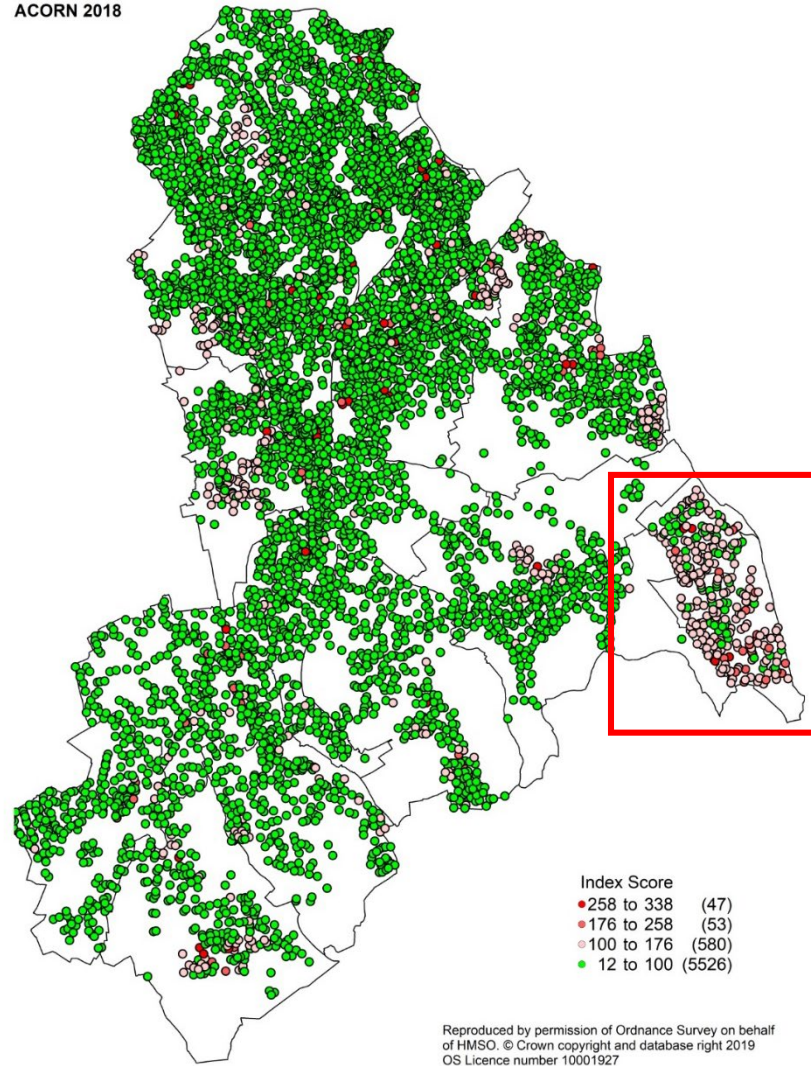 ACORN 2018
Index Score
258 to 338 (47)
176 to 258 (53)
100 to 176 (580)
12 to 100 (5526)
Reproduced by permission of Ordnance Survey on behalf
of HMSO. © Crown copyright and database right 2019
OS Licence number 10001927